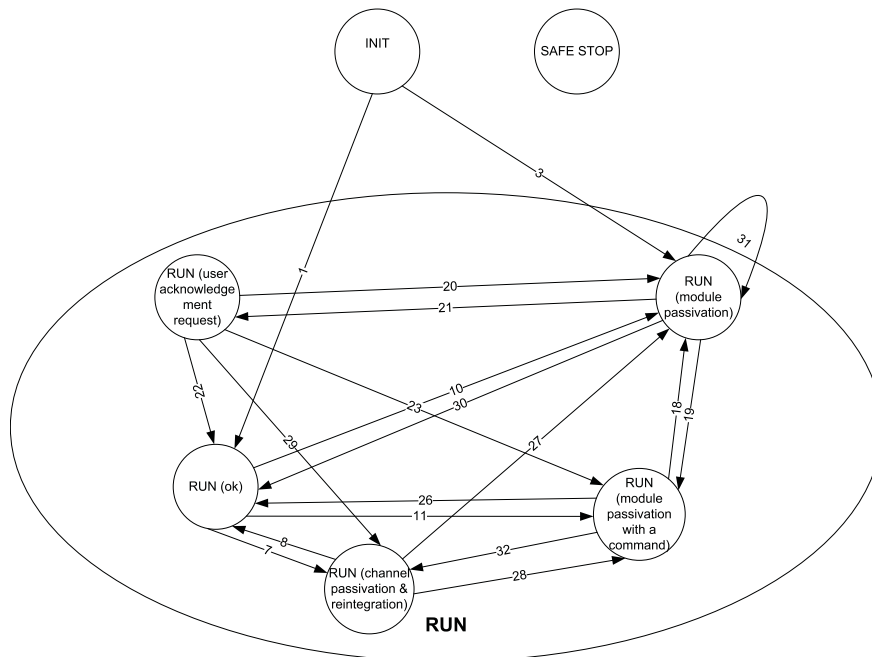 INIT
SAFE STOP
3
31
1
RUN (user
acknowledge
ment
request)
20
21
RUN
(module
passivation)
22
10
23
30
18
19
29
27
RUN (ok)
26
11
RUN
(module
passivation
with a
command)
8
7
32
28
RUN (channel
passivation &
reintegration)
RUN